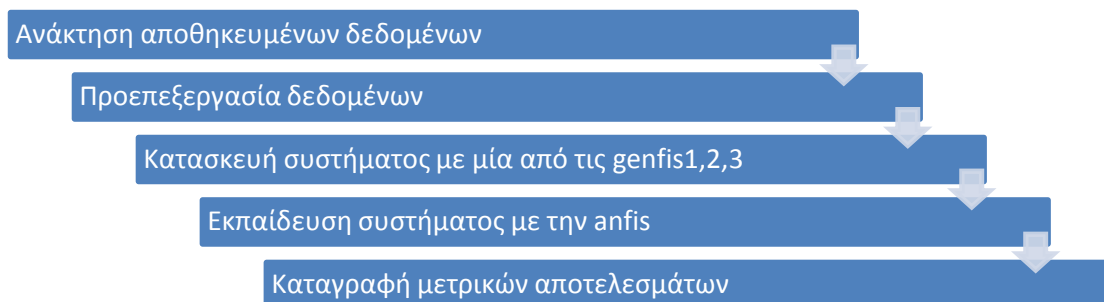 Ανάκτηση αποθηκευμένων δεδομένων
Προεπεξεργασία δεδομένων
Κατασκευή συστήματος με μία από τις genfis1,2,3
Εκπαίδευση συστήματος με την anfis
Καταγραφή μετρικών αποτελεσμάτων